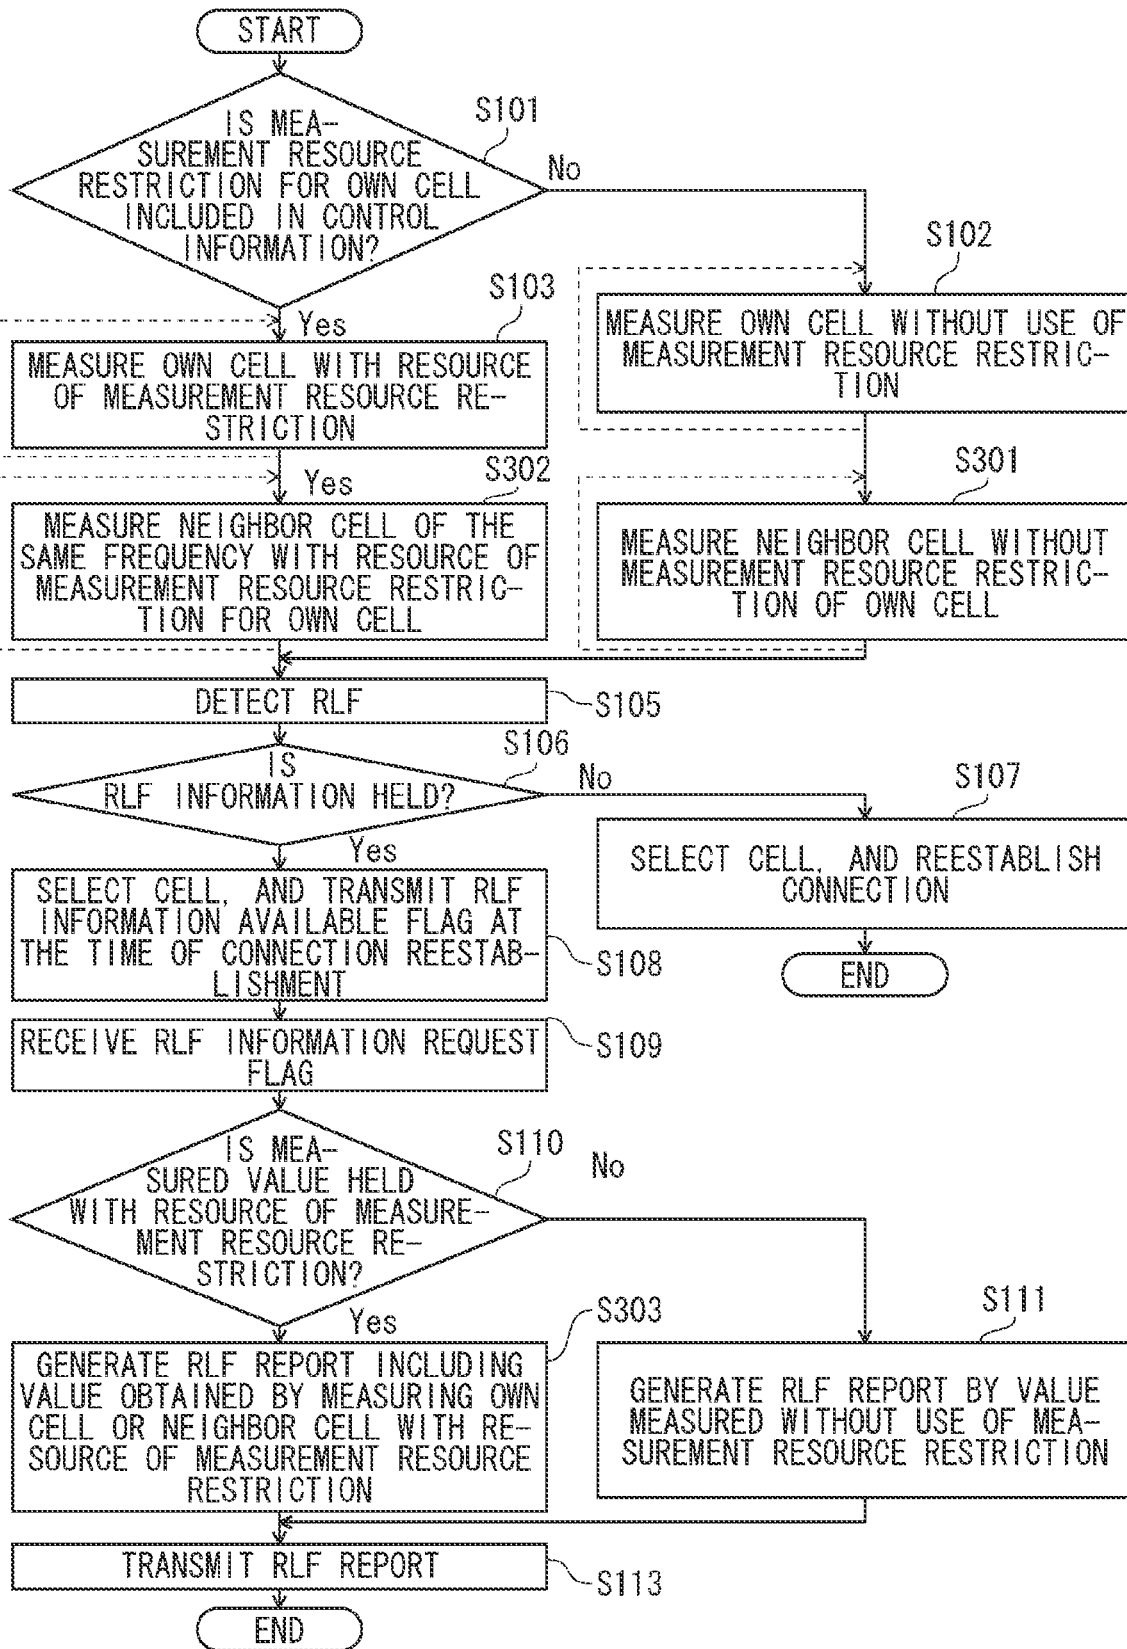 START
S101
IS MEA-
SUREMENT RESOURCE
RESTRICTION FOR OWN CELL
INCLUDED IN CONTROL
INFORMATION?
No
Yes
S103
MEASURE OWN CELL WITH RESOURCE
OF MEASUREMENT RESOURCE RE-
STRICTION
S102
MEASURE OWN CELL WITHOUT USE OF
MEASUREMENT RESOURCE RESTRIC-
TION
Yes
S302
MEASURE NEIGHBOR CELL OF THE
SAME FREQUENCY WITH RESOURCE OF
MEASUREMENT RESOURCE RESTRIC-
TION FOR OWN CELL
S301
MEASURE NEIGHBOR CELL WITHOUT
MEASUREMENT RESOURCE RESTRIC-
TION OF OWN CELL
DETECT RLF
S105
S106
IS
RLF INFORMATION HELD?
No
Yes
S107
SELECT CELL, AND REESTABLISH
CONNECTION
END
SELECT CELL, AND TRANSMIT RLF
INFORMATION AVAILABLE FLAG AT
THE TIME OF CONNECTION REESTAB-
LISHMENT
S108
RECEIVE RLF INFORMATION REQUEST
FLAG
S109
S110
IS MEA-
SURED VALUE HELD
WITH RESOURCE OF MEASURE-
MENT RESOURCE RE-
STRICTION?
No
Yes
S303
GENERATE RLF REPORT INCLUDING
VALUE OBTAINED BY MEASURING OWN
CELL OR NEIGHBOR CELL WITH RE-
SOURCE OF MEASUREMENT RESOURCE
RESTRICTION
S111
GENERATE RLF REPORT BY VALUE
MEASURED WITHOUT USE OF MEA-
SUREMENT RESOURCE RESTRICTION
TRANSMIT RLF REPORT
S113
END